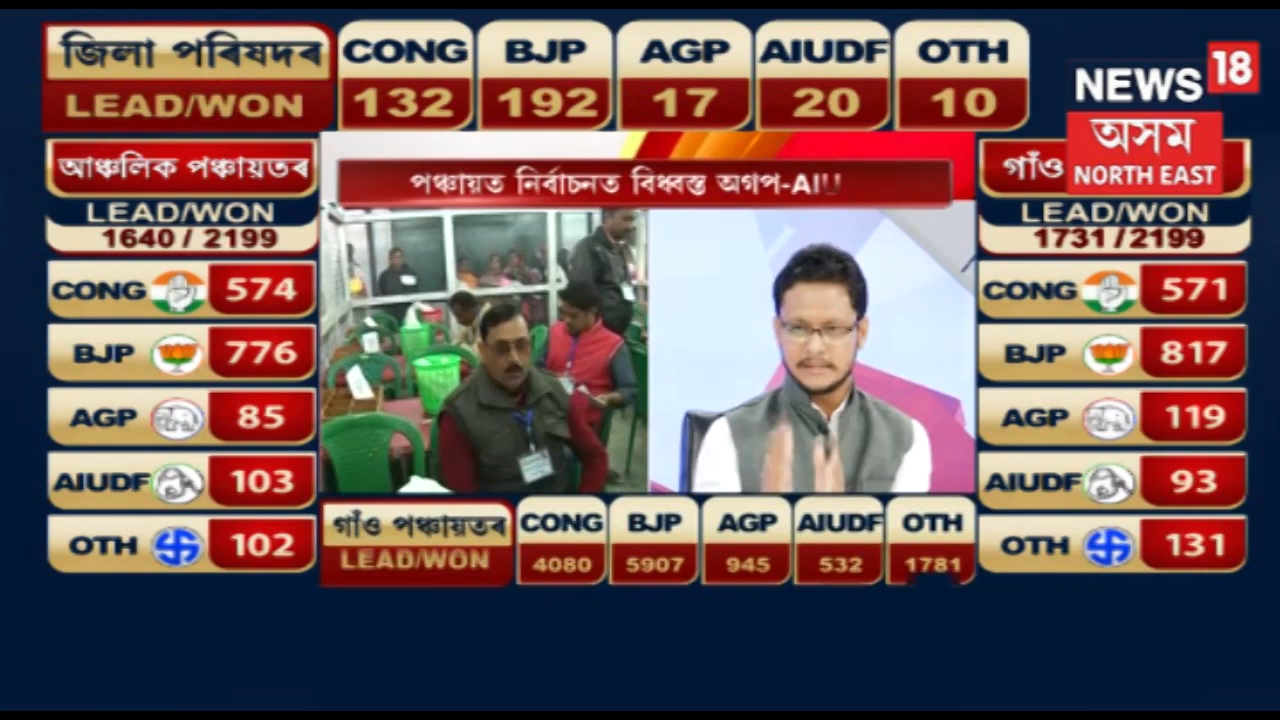 জিলা পৰিষদৰ
LEAD/WON
CONG BJP AGP AIUDF OTH
132 192 17 20 10
NEWS 18
অসম
NORTH EAST
আঞ্চলিক পঞ্চায়তৰ
LEAD/WON
1640 / 2199
CONG 574
BJP 776
AGP 85
AIUDF 103
OTH 102
পঞ্চায়ত নিৰ্বাচনত বিধ্বস্ত অগপ-AIU
গাঁও
LEAD/WON
1731 / 2199
CONG 571
BJP 817
AGP 119
AIUDF 93
OTH 131
গাঁও পঞ্চায়তৰ
LEAD/WON
CONG BJP AGP AIUDF OTH
4080 5907 945 532 1781